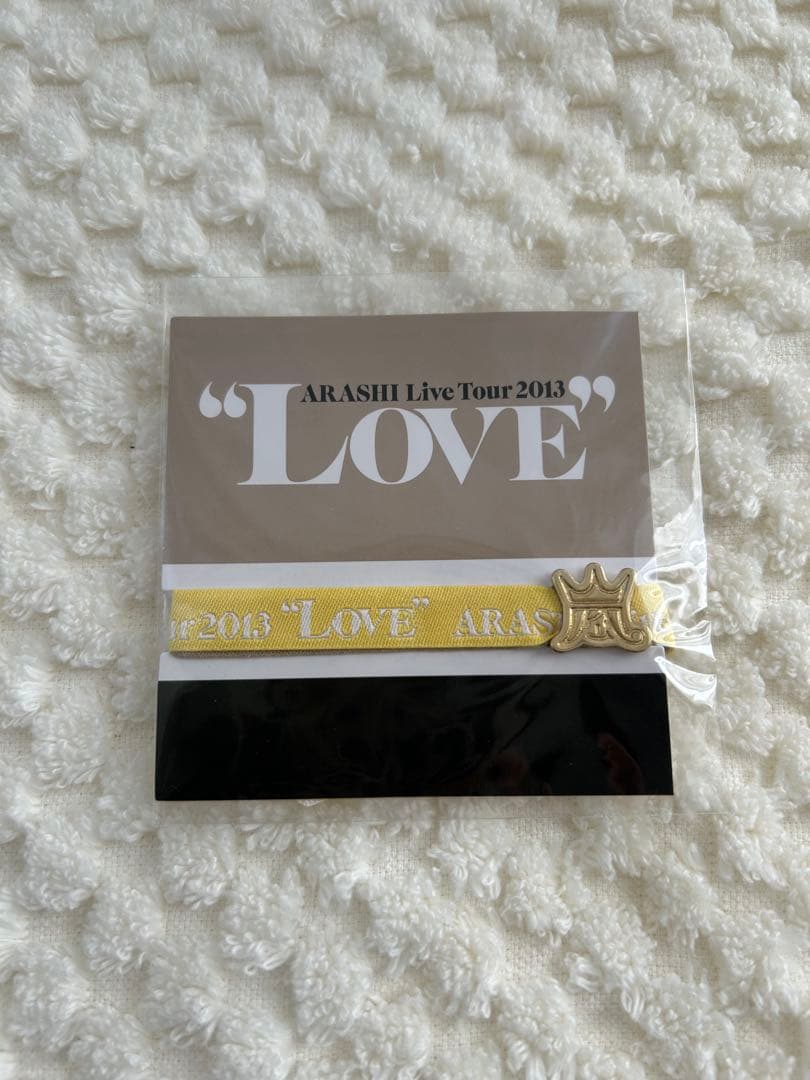 ARASHI Live Tour 2013
“LOVE”
ur 2013 “LOVE” ARAS